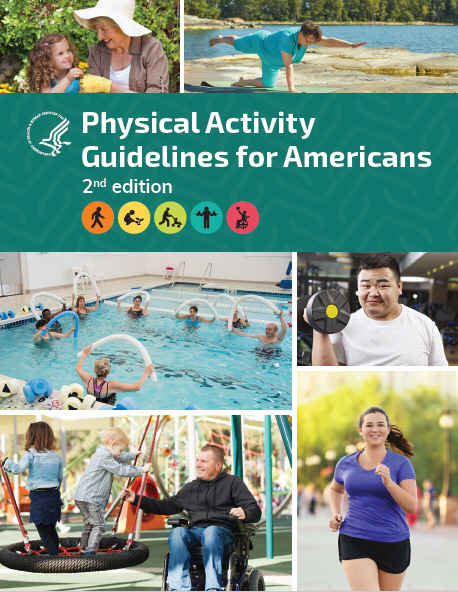 Physical Activity
Guidelines for Americans
2nd edition